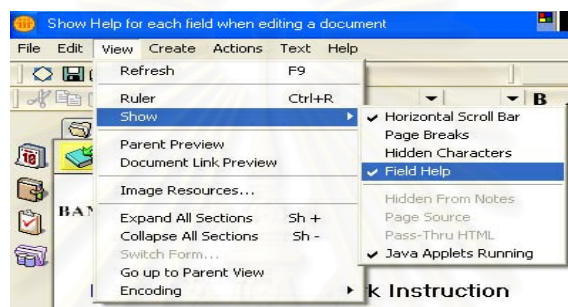 Show Help for each field when editing a document
File Edit View Create Actions Text Help
Refresh F9
Ruler Ctrl+R
Show
Horizontal Scroll Bar
Page Breaks
Hidden Characters
Field Help
Hidden From Notes
Page Source
Pass-Thru HTML
Java Applets Running
Parent Preview
Document Link Preview
Image Resources...
Expand All Sections Sh +
Collapse All Sections Sh -
Switch Form...
Go up to Parent View
Encoding
B
18
BAN
k Instruction